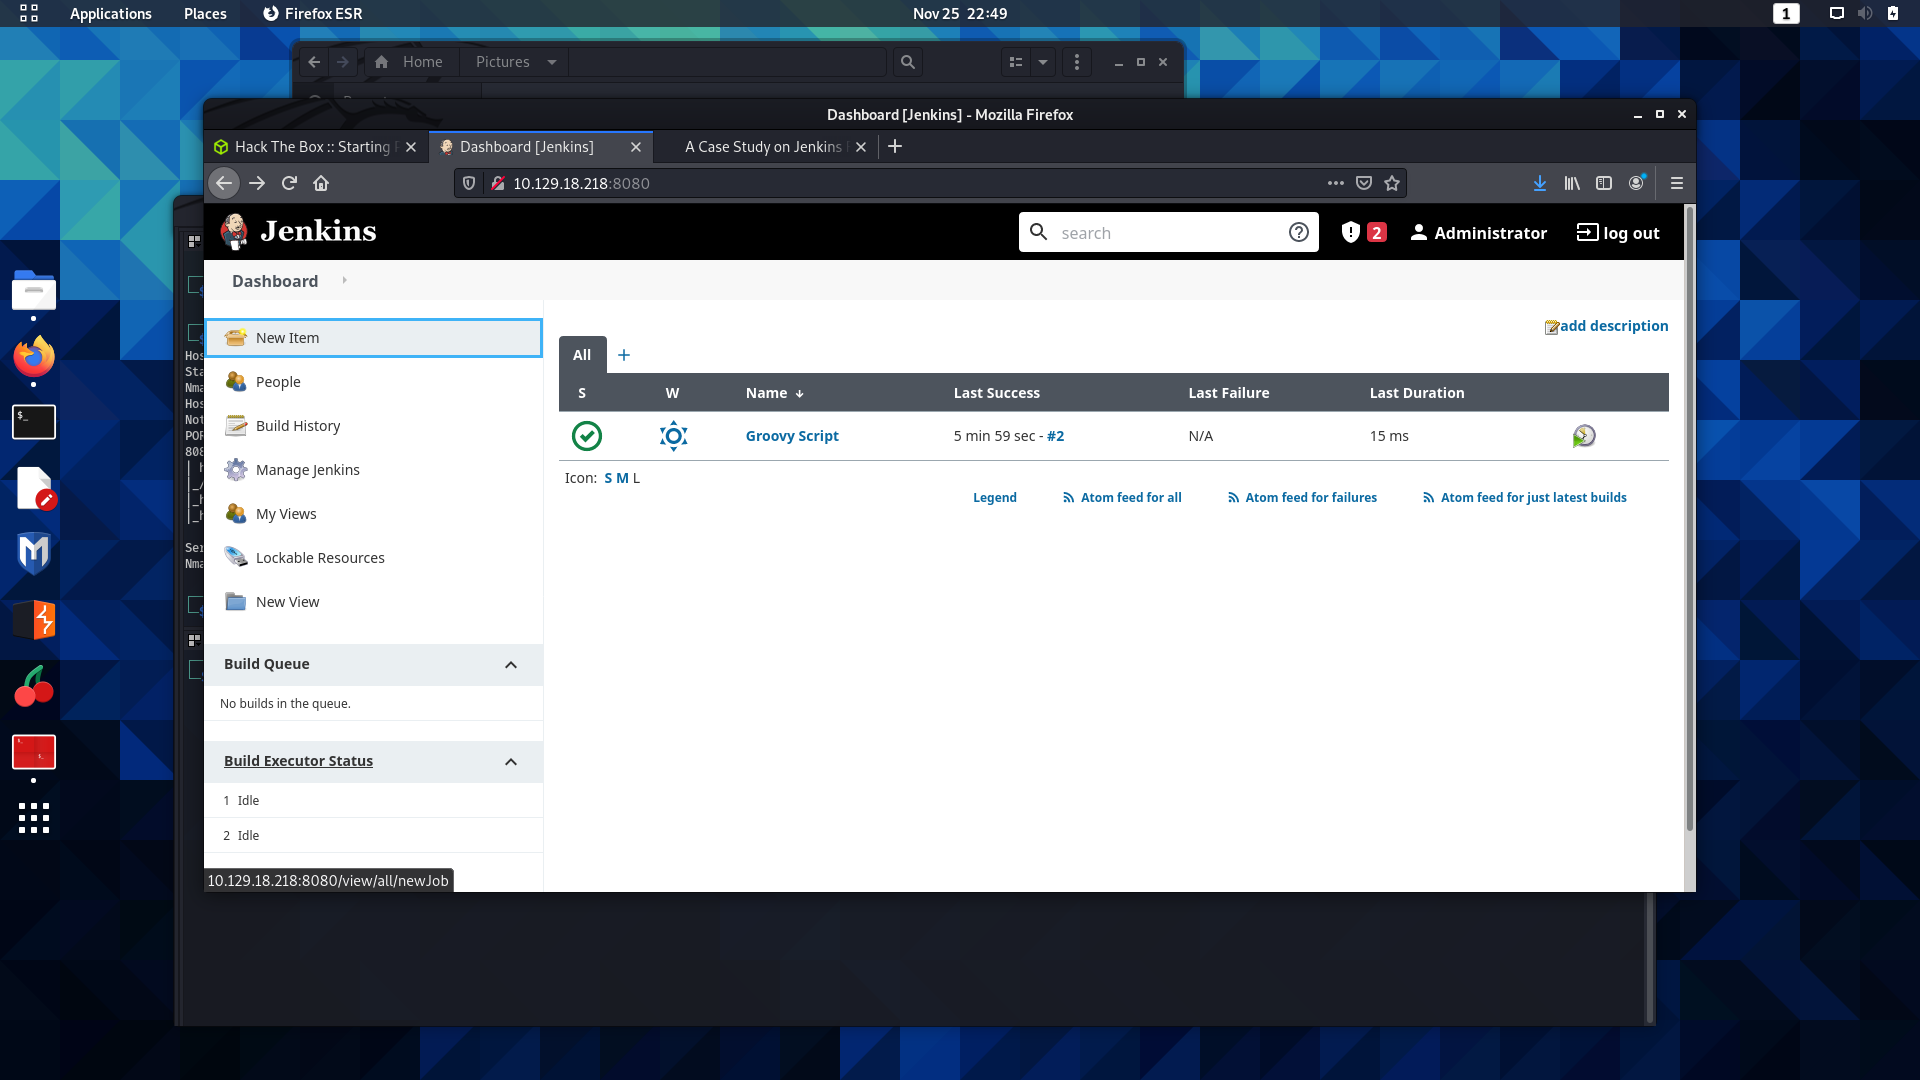 Applications Places Firefox ESR Nov 25 22:49 1
Home Pictures
Dashboard [Jenkins] - Mozilla Firefox
Hack The Box :: Starting Dashboard [Jenkins] A Case Study on Jenkins
10.129.18.218:8080
Jenkins search 2 Administrator log out
Dashboard
add description
New Item
People
Build History
Manage Jenkins
My Views
Lockable Resources
New View
All +
S W Name ↓ Last Success Last Failure Last Duration
Groovy Script 5 min 59 sec - #2 N/A 15 ms
Icon: S M L
Legend Atom feed for all Atom feed for failures Atom feed for just latest builds
Build Queue
No builds in the queue.
Build Executor Status
1 Idle
2 Idle
10.129.18.218:8080/view/all/newJob
Hos
Sta
Nma
Hos
Not
POR
808
| h
|_/
|_h
|_h
Ser
Nma